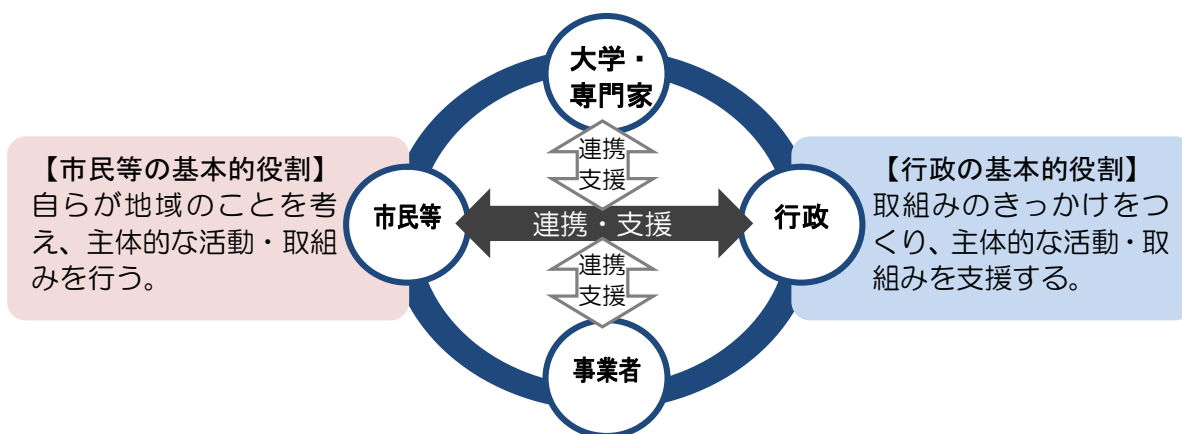 大学・
専門家
連携
支援
【市民等の基本的役割】
自らが地域のことを考
え、主体的な活動・取組
みを行う。
市民等
連携・支援
行政
【行政の基本的役割】
取組みのきっかけをつ
くり、主体的な活動・取
組みを支援する。
連携
支援
事業者